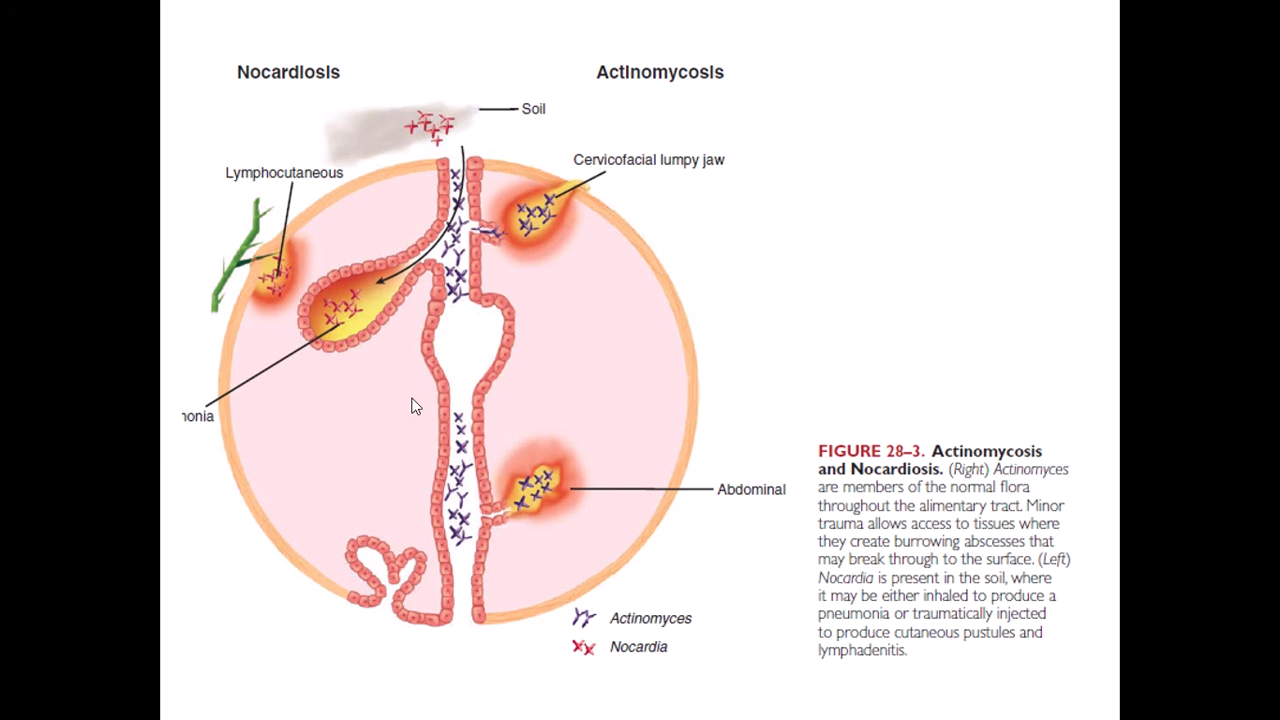 Nocardiosis
Actinomycosis
Soil
Cervicofacial lumpy jaw
Lymphocutaneous
Abdominal
Actinomyces
Nocardia
FIGURE 28–3. Actinomycosis
and Nocardiosis. (Right) Actinomyces
are members of the normal flora
throughout the alimentary tract. Minor
trauma allows access to tissues where
they create burrowing abscesses that
may break through to the surface. (Left)
Nocardia is present in the soil, where
it may be either inhaled to produce a
pneumonia or traumatically injected
to produce cutaneous pustules and
lymphadenitis.